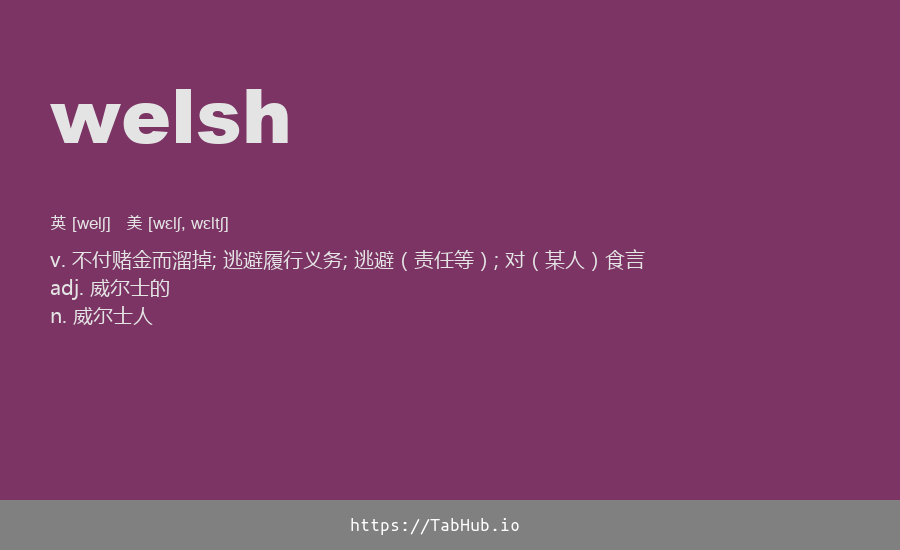 welsh
英 [welʃ] 美 [wɛlʃ, wɛltʃ]
v. 不付赌金而溜掉; 逃避履行义务; 逃避（责任等）; 对（某人）食言
adj. 威尔士的
n. 威尔士人
https://TabHub.io